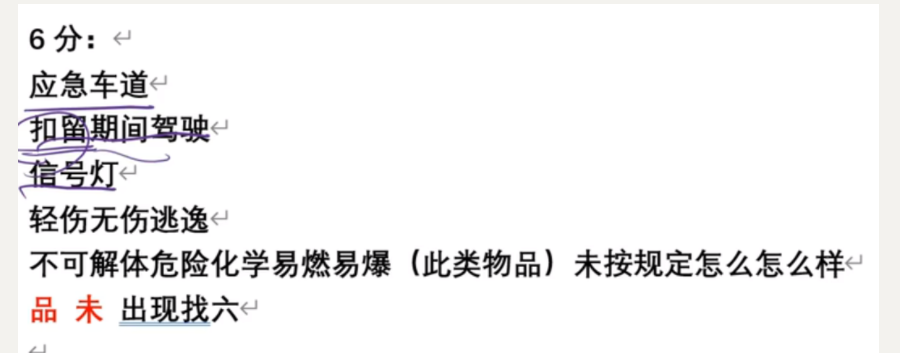 6 分：
应急车道
扣留期间驾驶
信号灯
轻伤无伤逃逸
不可解体危险化学易燃易爆（此类物品）未按规定怎么怎么样
品 未 出现找六